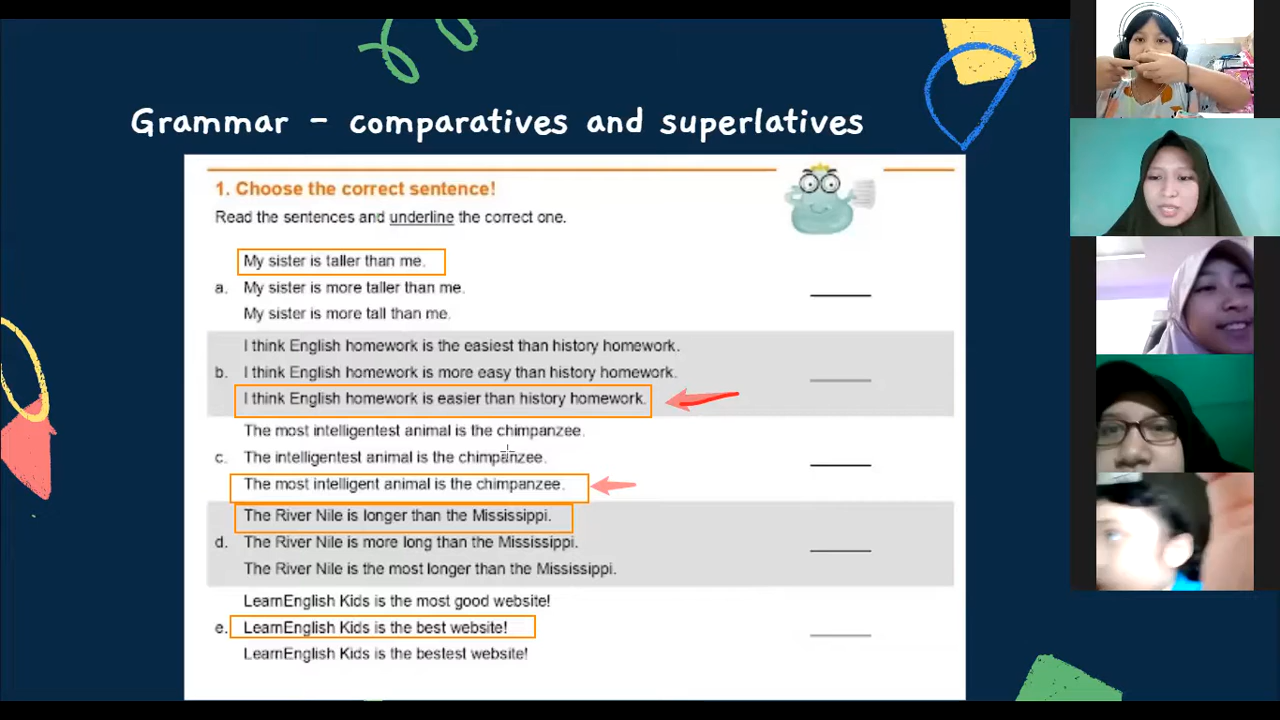 Grammar - comparatives and superlatives
1. Choose the correct sentence!
Read the sentences and underline the correct one.
My sister is taller than me.
a. My sister is more taller than me.
My sister is more tall than me.
I think English homework is the easiest than history homework.
b. I think English homework is more easy than history homework.
I think English homework is easier than history homework.
The most intelligentest animal is the chimpanzee.
c. The intelligentest animal is the chimpanzee.
The most intelligent animal is the chimpanzee.
The River Nile is longer than the Mississippi.
d. The River Nile is more long than the Mississippi.
The River Nile is the most longer than the Mississippi.
LearnEnglish Kids is the most good website!
e. LearnEnglish Kids is the best website!
LearnEnglish Kids is the bestest website!